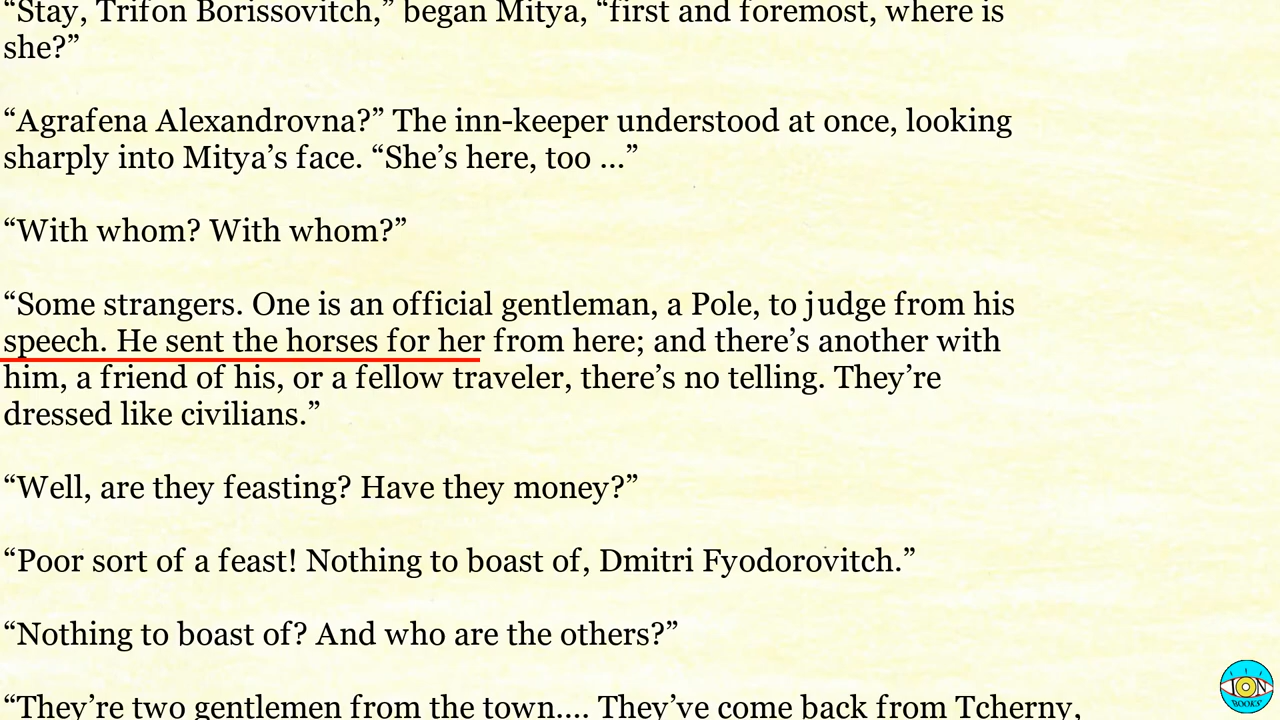 “Stay, Trifon Borissovitch,” began Mitya, “first and foremost, where is
she?”
“Agrafena Alexandrovna?” The inn-keeper understood at once, looking
sharply into Mitya’s face. “She’s here, too ...”
“With whom? With whom?”
“Some strangers. One is an official gentleman, a Pole, to judge from his
speech. He sent the horses for her from here; and there’s another with
him, a friend of his, or a fellow traveler, there’s no telling. They’re
dressed like civilians.”
“Well, are they feasting? Have they money?”
“Poor sort of a feast! Nothing to boast of, Dmitri Fyodorovitch.”
“Nothing to boast of? And who are the others?”
“They’re two gentlemen from the town.... They’ve come back from Tcherny,
ION
BOOKS